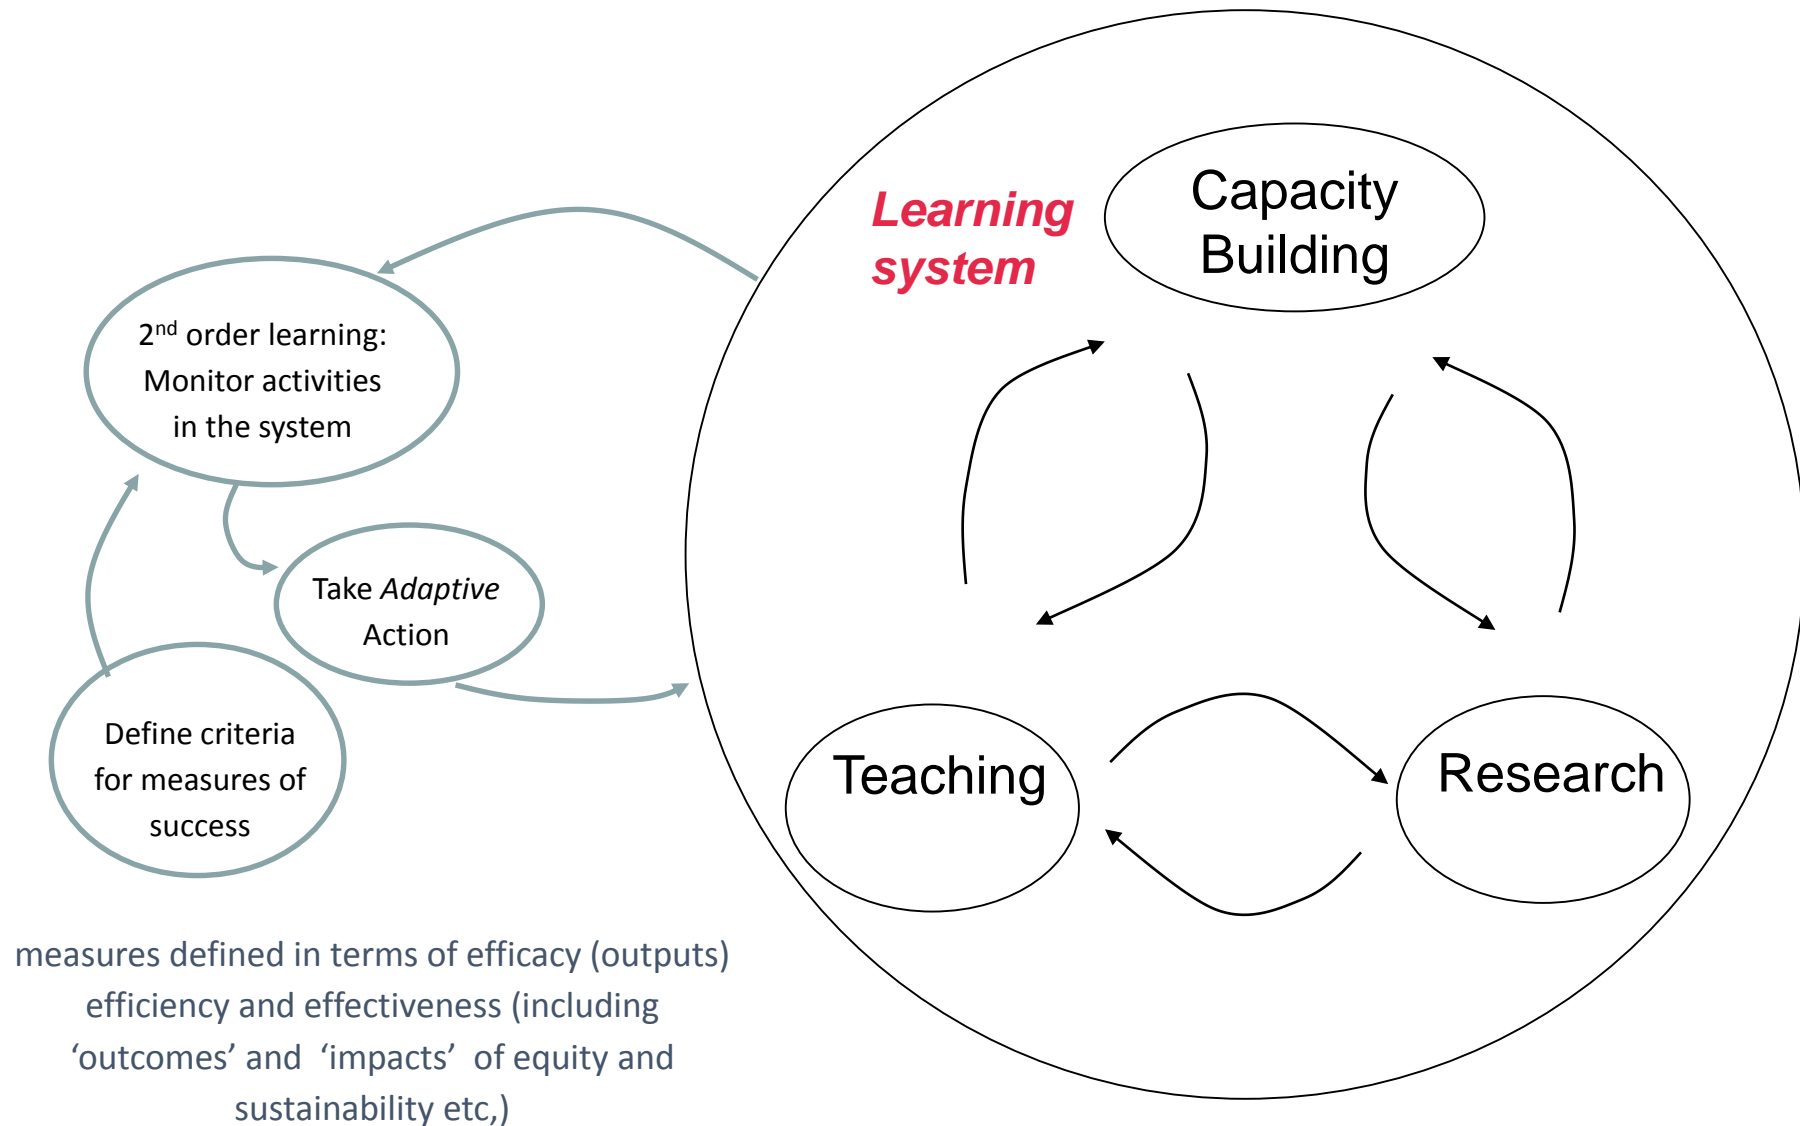 Learning
system
Capacity
Building
2nd order learning:
Monitor activities
in the system
Take Adaptive
Action
Define criteria
for measures of
success
Teaching
Research
measures defined in terms of efficacy (outputs)
efficiency and effectiveness (including
‘outcomes’ and  ‘impacts’  of equity and
sustainability etc,)